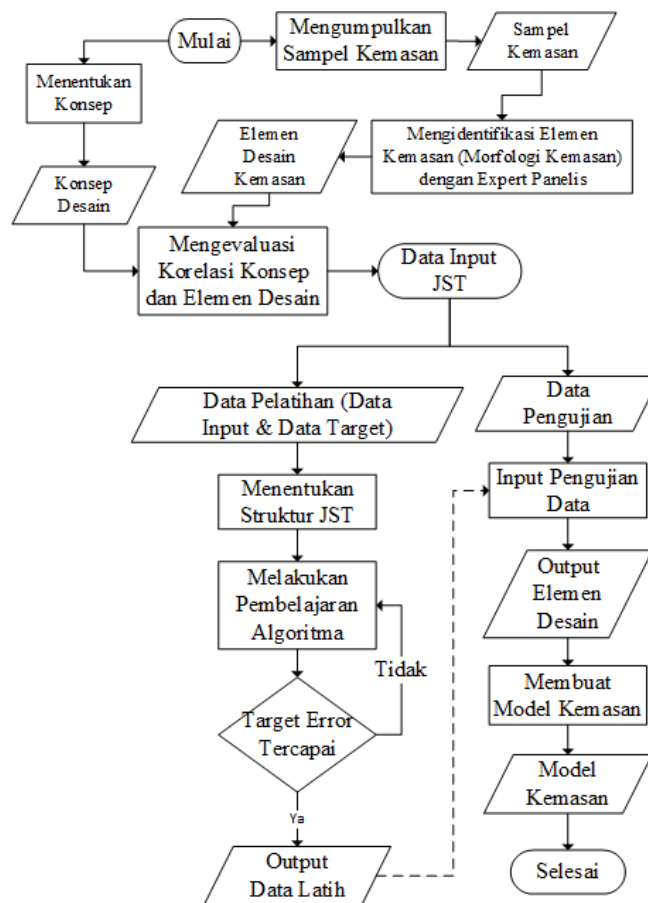 Mulai
Mengumpulkan
Sampel Kemasan
Sampel
Kemasan
Menentukan
Konsep
Elemen
Desain
Kemasan
Mengidentifikasi Elemen
Kemasan (Morfologi Kemasan)
dengan Expert Panelis
Konsep
Desain
Mengevaluasi
Korelasi Konsep
dan Elemen Desain
Data Input
JST
Data Pelatihan (Data
Input & Data Target)
Data
Pengujian
Menentukan
Struktur JST
Input Pengujian
Data
Melakukan
Pembelajaran
Algoritma
Output
Elemen
Desain
Tidak
Target Error
Tercapai
Membuat
Model Kemasan
Model
Kemasan
Ya
Output
Data Latih
Selesai